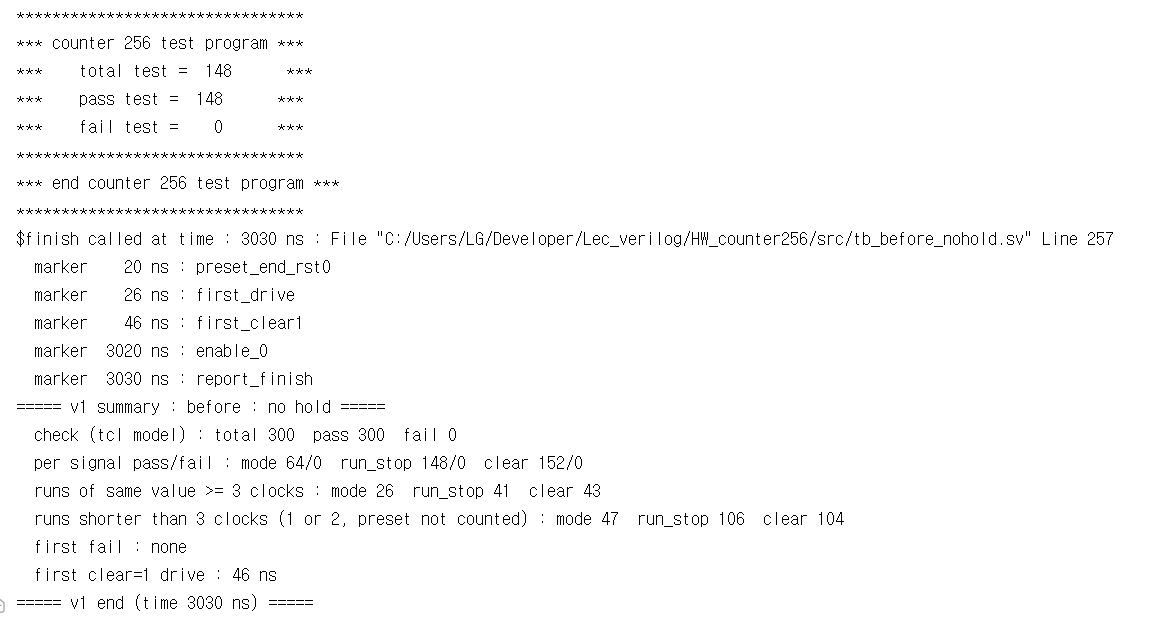 ********************************
*** counter 256 test program ***
***    total test =  148      ***
***    pass test =  148      ***
***    fail test =    0      ***
********************************
*** end counter 256 test program ***
********************************
$finish called at time : 3030 ns : File "C:/Users/LG/Developer/Lec_verilog/HW_counter256/src/tb_before_nohold.sv" Line 257
  marker    20 ns : preset_end_rst0
  marker    26 ns : first_drive
  marker    46 ns : first_clear1
  marker  3020 ns : enable_0
  marker  3030 ns : report_finish
===== v1 summary : before : no hold =====
  check (tcl model) : total 300  pass 300  fail 0
  per signal pass/fail : mode 64/0  run_stop 148/0  clear 152/0
  runs of same value >= 3 clocks : mode 26  run_stop 41  clear 43
  runs shorter than 3 clocks (1 or 2, preset not counted) : mode 47  run_stop 106  clear 104
  first fail : none
  first clear=1 drive : 46 ns
===== v1 end (time 3030 ns) =====